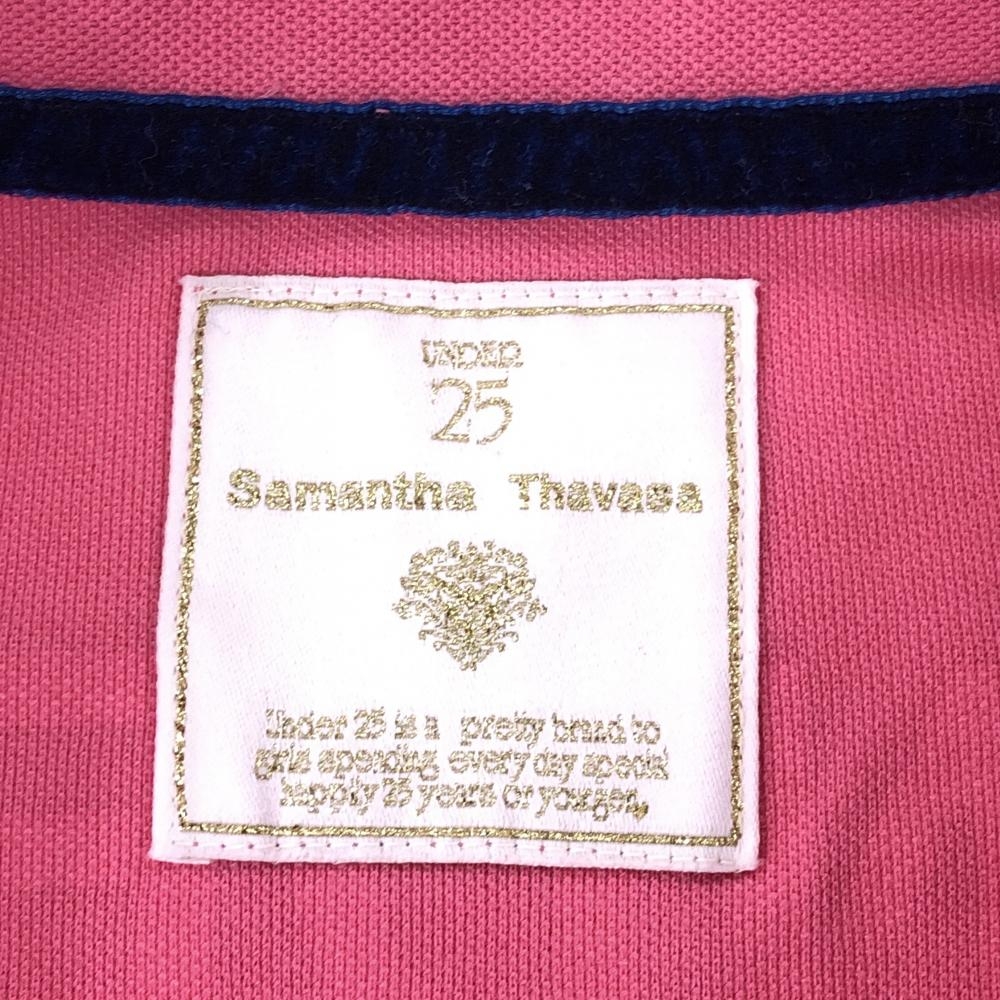 UNDER
25
Samantha Thavasa
Under 25 is a pretty brand to
girls spending every day special
happily 25 years or younger.